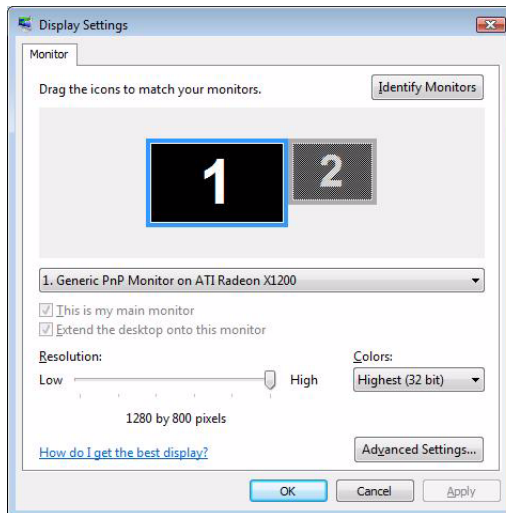 Display Settings
Monitor
Drag the icons to match your monitors.
Identify Monitors
1
2
1. Generic PnP Monitor on ATI Radeon X1200
This is my main monitor
Extend the desktop onto this monitor
Resolution:
Colors:
Low
High
Highest (32 bit)
1280 by 800 pixels
How do I get the best display?
Advanced Settings...
OK
Cancel
Apply